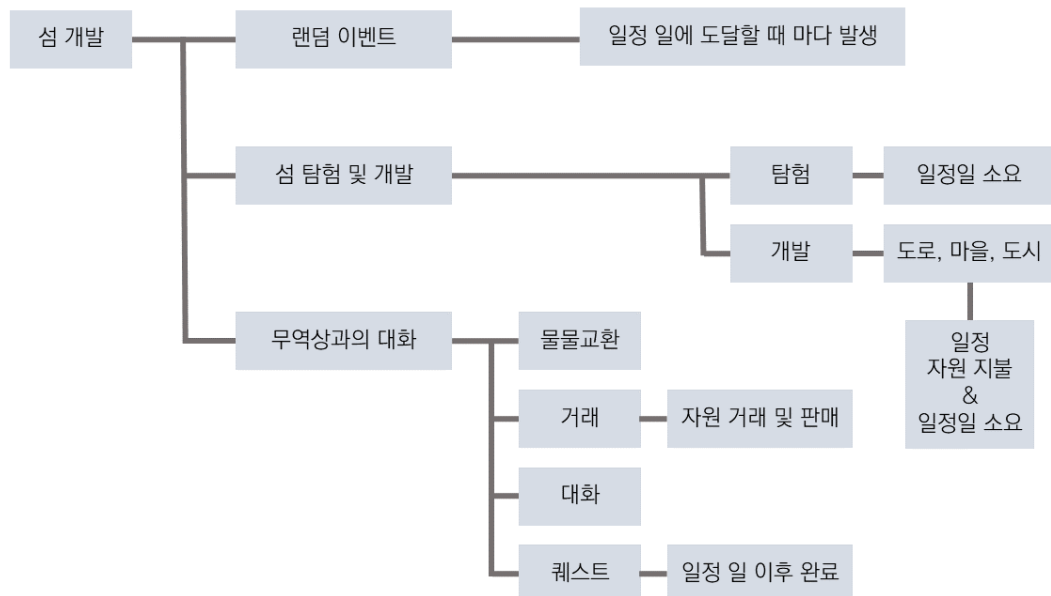 섬 개발
랜덤 이벤트
일정 일에 도달할 때 마다 발생
섬 탐험 및 개발
탐험
일정일 소요
개발
도로, 마을, 도시
일정
자원 지불
&
일정일 소요
무역상과의 대화
물물교환
거래
자원 거래 및 판매
대화
퀘스트
일정 일 이후 완료